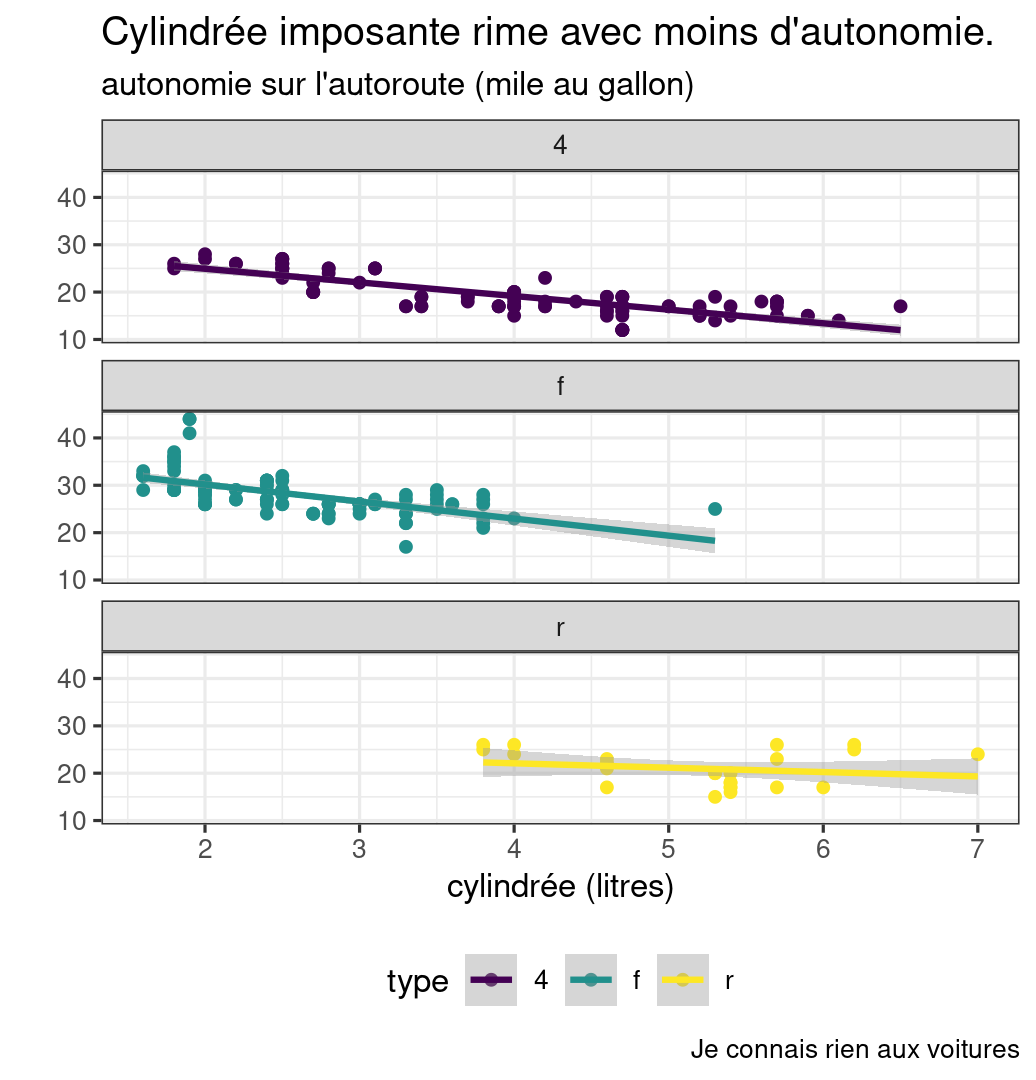 Cylindrée imposante rime avec moins d'autonomie.
autonomie sur l'autoroute (mile au gallon)
4
40
30
20
10
f
40
30
20
10
r
40
30
20
10
2 3 4 5 6 7
cylindrée (litres)
type 4 f r
Je connais rien aux voitures